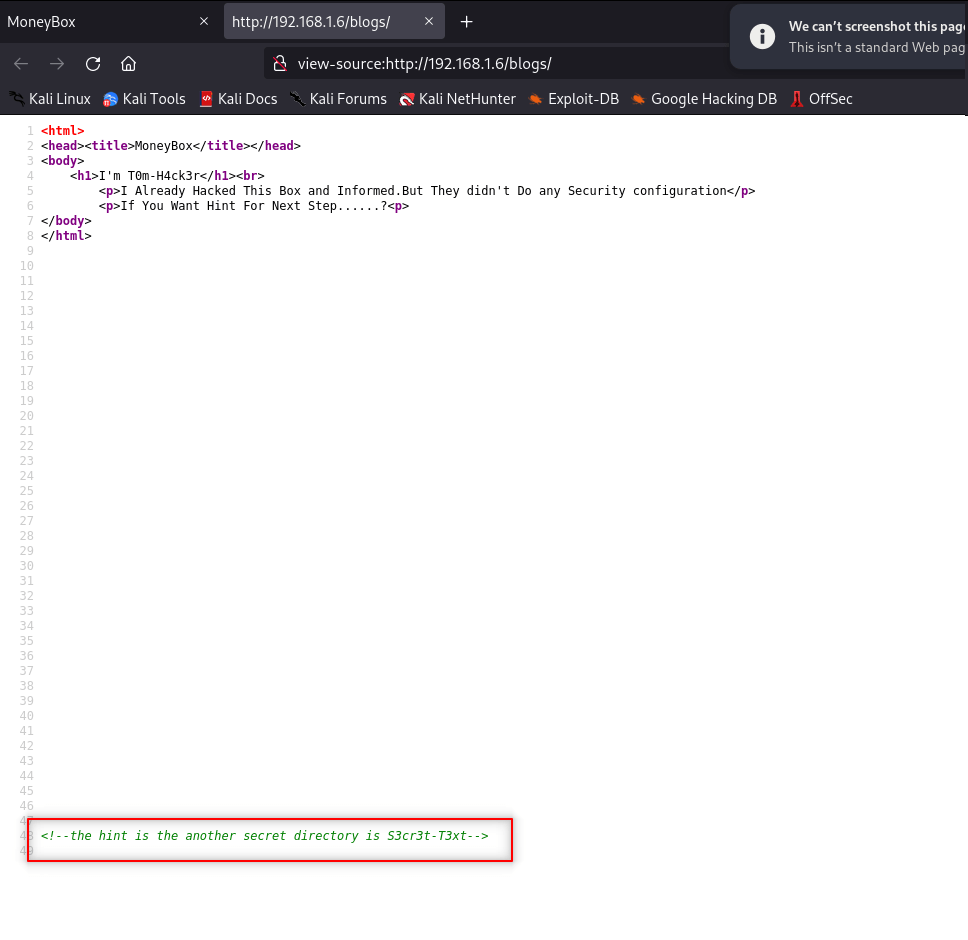 MoneyBox
http://192.168.1.6/blogs/
We can’t screenshot this pag
This isn’t a standard Web pag
view-source:http://192.168.1.6/blogs/
Kali Linux Kali Tools Kali Docs Kali Forums Kali NetHunter Exploit-DB Google Hacking DB OffSec
1 <html>
2 <head><title>MoneyBox</title></head>
3 <body>
4 <h1>I'm T0m-H4ck3r</h1><br>
5 <p>I Already Hacked This Box and Informed.But They didn't Do any Security configuration</p>
6 <p>If You Want Hint For Next Step......?<p>
7 </body>
8 </html>
9
10
11
12
13
14
15
16
17
18
19
20
21
22
23
24
25
26
27
28
29
30
31
32
33
34
35
36
37
38
39
40
41
42
43
44
45
46
47
48 <!--the hint is the another secret directory is S3cr3t-T3xt-->
49